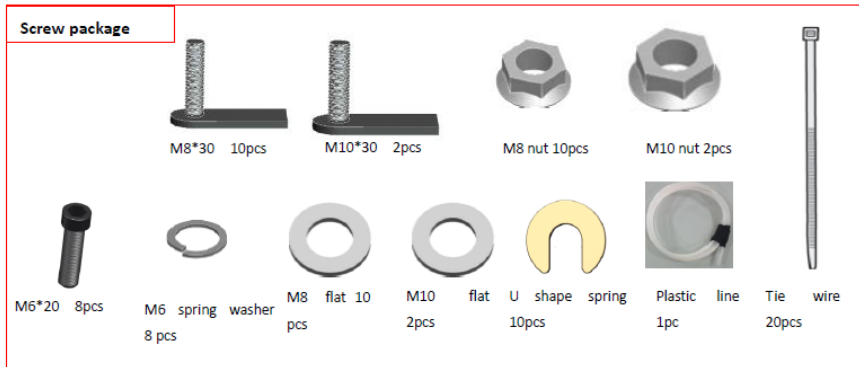 Screw package
M8*30 10pcs
M10*30 2pcs
M8 nut 10pcs
M10 nut 2pcs
M6*20 8pcs
M6 spring washer
8 pcs
M8 flat 10
pcs
M10 flat
2pcs
U shape spring
10pcs
Plastic line
1pc
Tie wire
20pcs